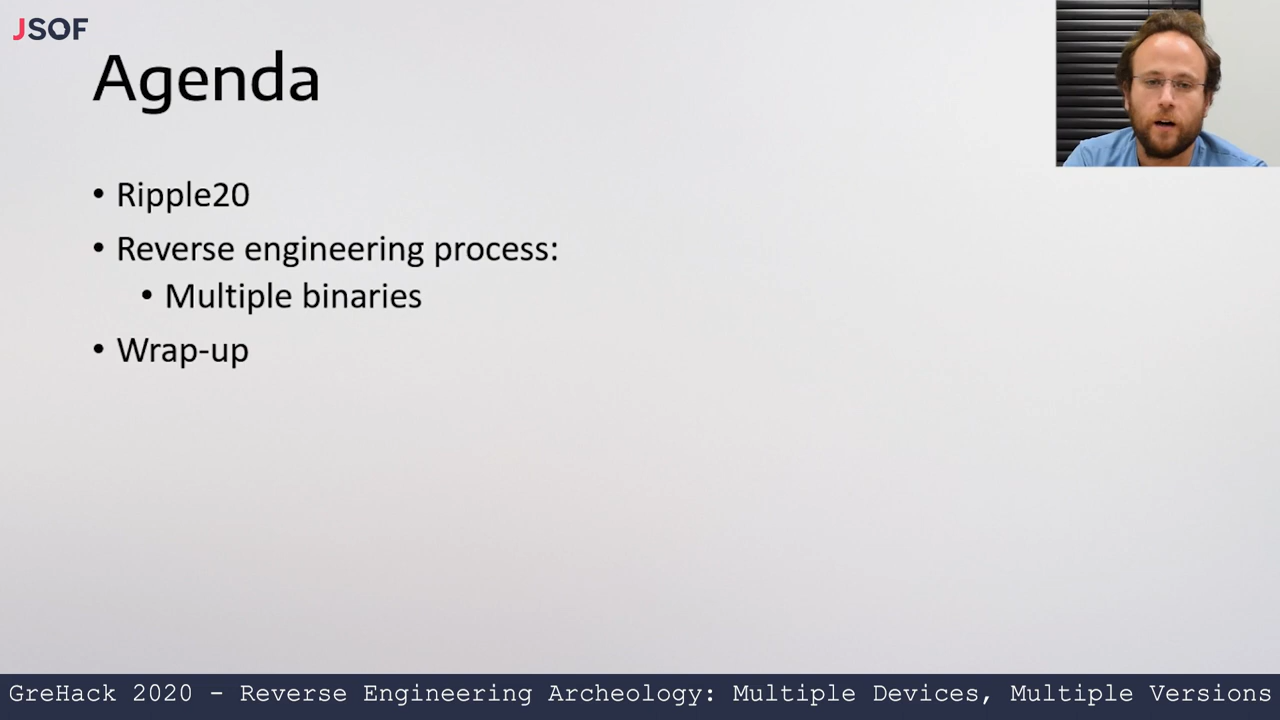 JSOF
Agenda
• Ripple20
• Reverse engineering process:
• Multiple binaries
• Wrap-up
GreHack 2020 - Reverse Engineering Archeology: Multiple Devices, Multiple Versions